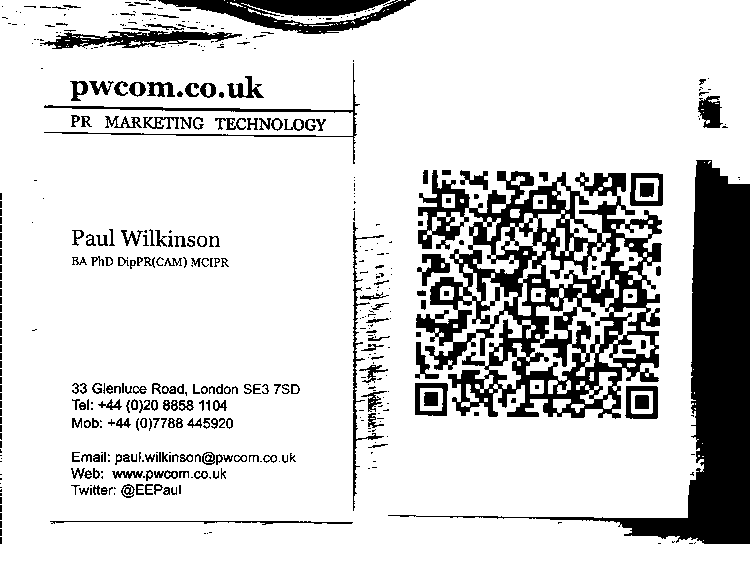 pwcom.co.uk
PR MARKETING TECHNOLOGY
Paul Wilkinson
BA PhD DipPR(CAM) MCIPR
33 Glenluce Road, London SE3 7SD
Tel: +44 (0)20 8858 1104
Mob: +44 (0)7788 445920
Email: paul.wilkinson@pwcom.co.uk
Web: www.pwcom.co.uk
Twitter: @EEPaul